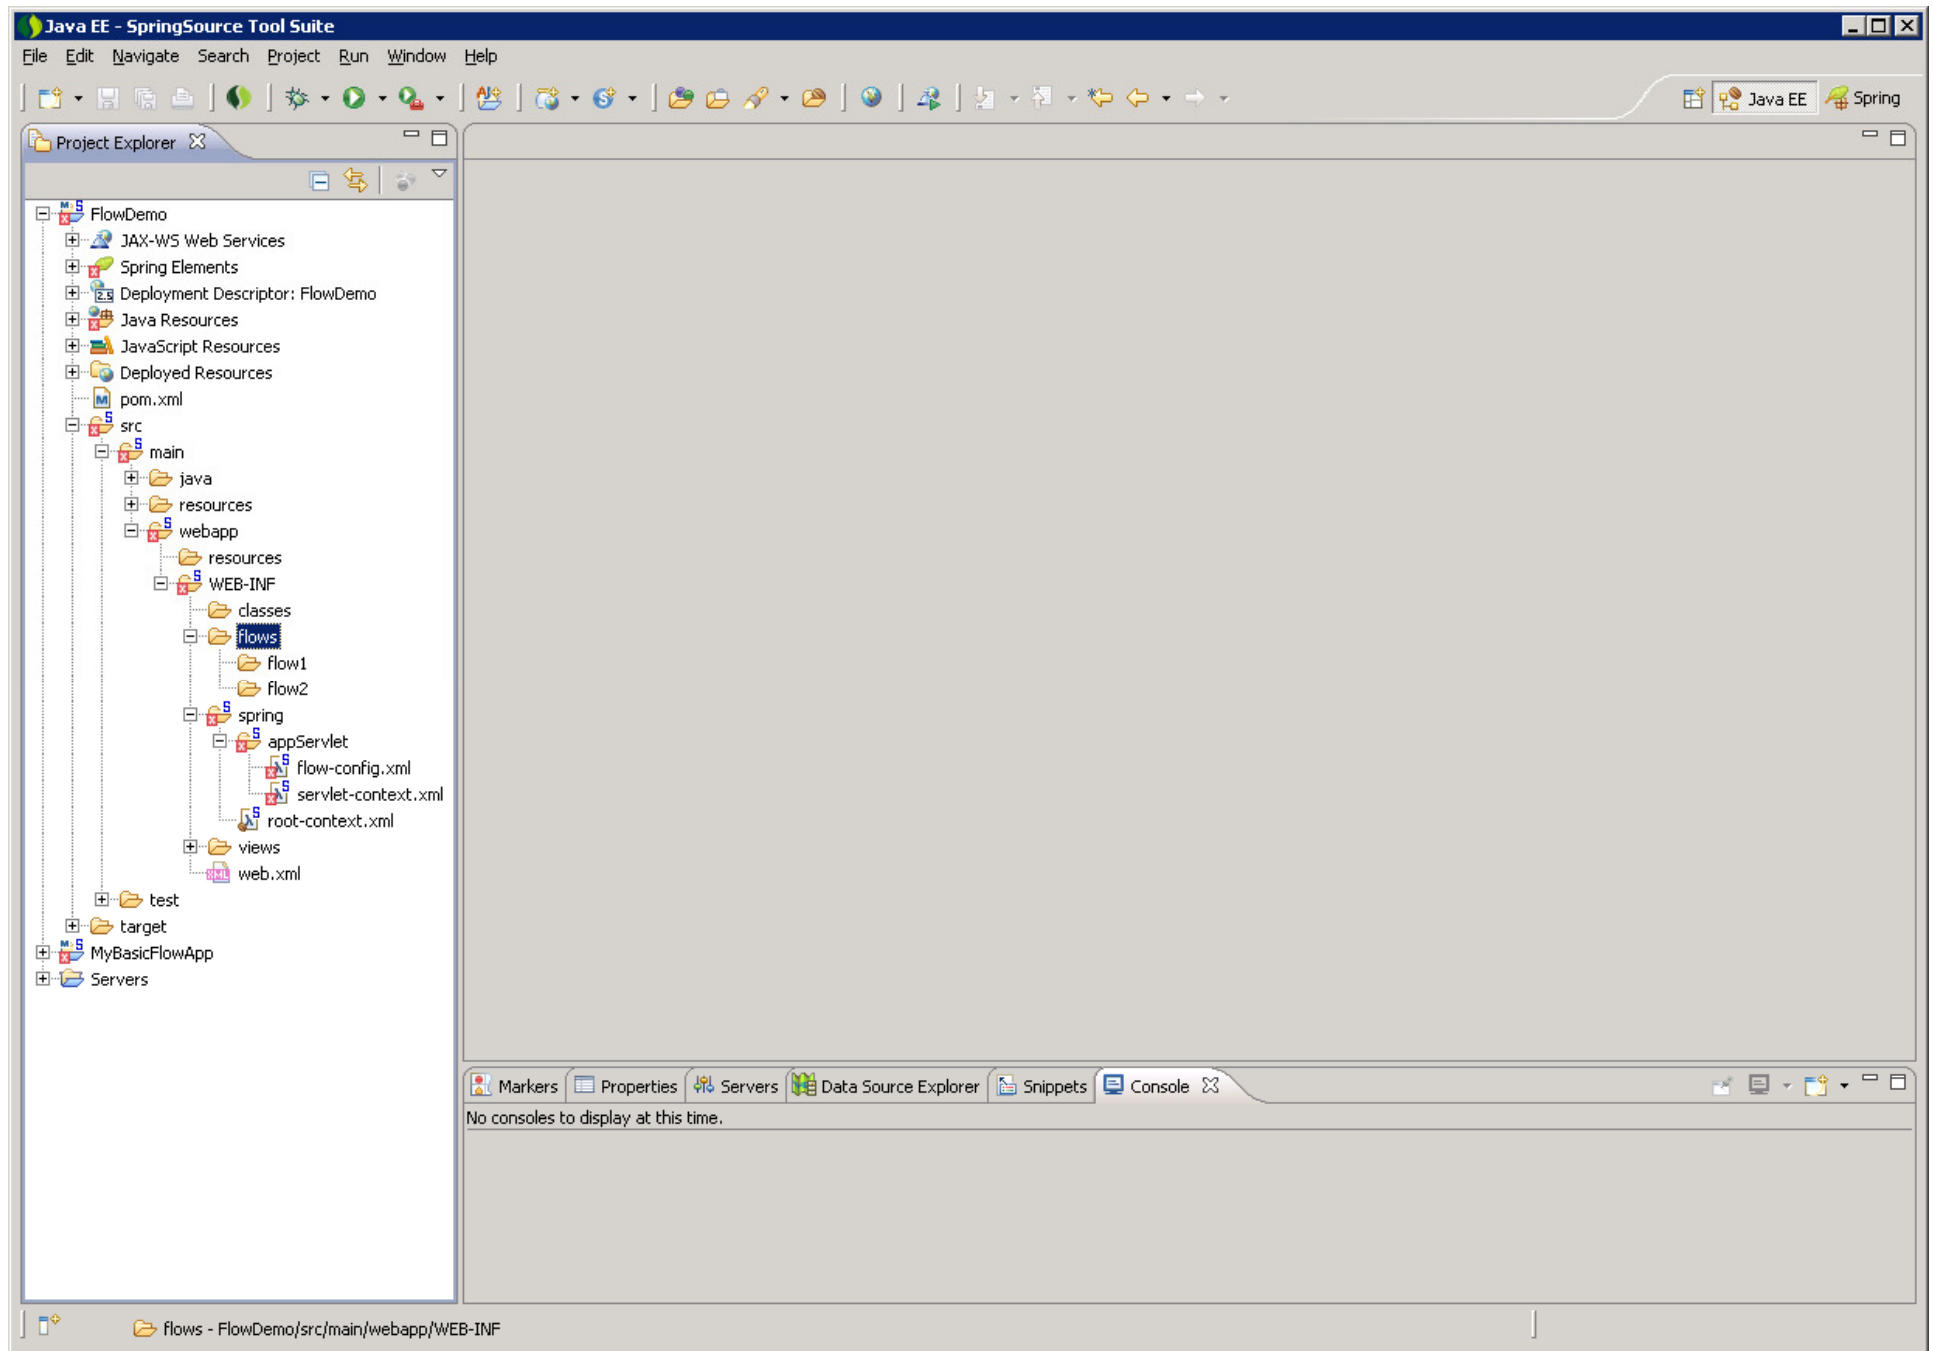 Java EE - SpringSource Tool Suite
File Edit Navigate Search Project Run Window Help
Java EE Spring
Project Explorer
FlowDemo
JAX-WS Web Services
Spring Elements
Deployment Descriptor: FlowDemo
Java Resources
JavaScript Resources
Deployed Resources
pom.xml
src
main
java
resources
webapp
resources
WEB-INF
classes
flows
flow1
flow2
spring
appServlet
flow-config.xml
servlet-context.xml
root-context.xml
views
web.xml
test
target
MyBasicFlowApp
Servers
Markers Properties Servers Data Source Explorer Snippets Console
No consoles to display at this time.
flows - FlowDemo/src/main/webapp/WEB-INF